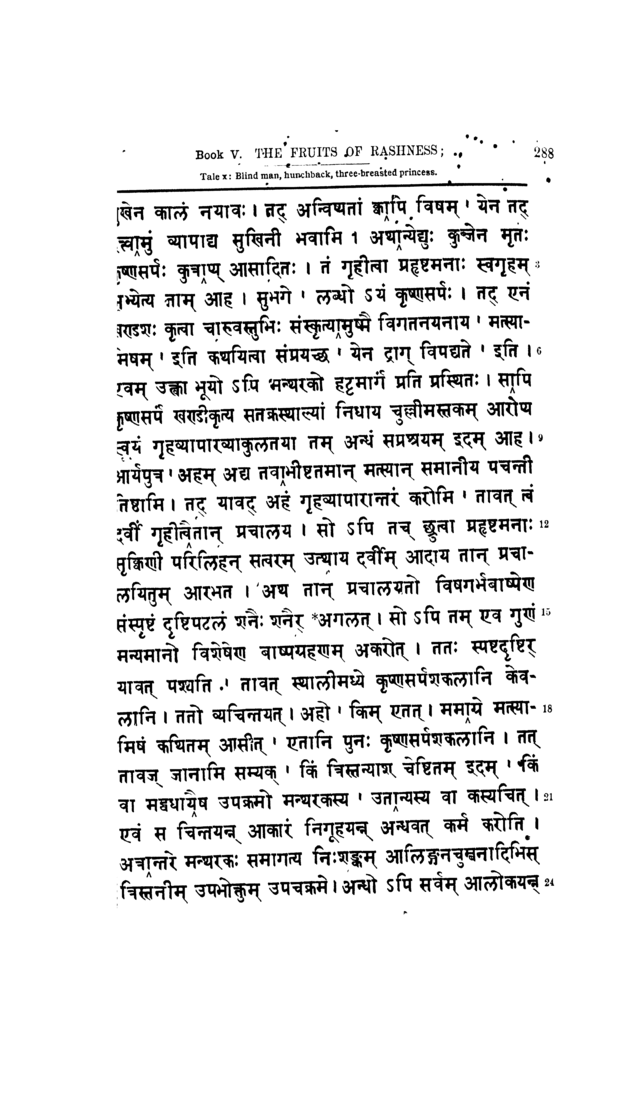 Book V. THE FRUITS OF RASHNESS;
288
Tale x: Blind man, hunchback, three-breasted princess.
खेन कालं नयावः। तद् अन्विष्यतां क्वापि विषम् ' येन तद्
व्यापाद्य सुखिनी भवामि 1 अथान्येद्युः कुब्जेन मृतः
कृष्णसर्पः कुत्राप्य् आसादितः। तं गृहीत्वा प्रहृष्टमनाः स्वगृहम् 3
भ्येत्य ताम् आह। सुभगे ' लब्धो ऽयं कृष्णसर्पः। तद् एनं
खण्डशः कृत्वा चारुवस्तुभिः संस्कृत्यामुष्मै विगतनयनाय ' मत्स्या-
मिषम् ' इति कथयित्वा संप्रयच्छ ' येन द्राग् विपद्यते ' इति। 6
एवम् उक्त्वा भूयो ऽपि मन्थरको हट्टमार्गं प्रति प्रस्थितः। सापि
कृष्णसर्पं खण्डीकृत्य सतक्रस्थाल्यां निधाय चुल्लीमस्तकम् आरोप्य
स्वयं गृहव्यापारव्याकुलतया तम् अन्धं सप्रश्रयम् इदम् आह। 9
आर्यपुत्र ' अहम् अद्य तवाभीष्टतमान् मत्स्यान् समानीय पचन्ती
तिष्ठामि। तद् यावद् अहं गृहव्यापारान्तरं करोमि ' तावत् त्वं
दर्वीं गृहीत्वैतान् प्रचालय। सो ऽपि तच् छ्रुत्वा प्रहृष्टमनाः 12
सृक्किणी परिलिहन् सत्वरम् उत्थाय दर्वीम् आदाय तान् प्रचा-
लयितुम् आरभत। अथ तान् प्रचालयतो विषगर्भबाष्पेण
संस्पृष्टं दृष्टिपटलं शनैः शनैर् *अगलत्। सो ऽपि तम् एव गुणं 15
मन्यमानो विशेषेण बाष्पग्रहणम् अकरोत्। ततः स्पष्टदृष्टिर्
यावत् पश्यति ' तावत् स्थालीमध्ये कृष्णसर्पशकलानि केव-
लानि। ततो व्यचिन्तयत्। अहो ' किम् एतत्। ममाग्रे मत्स्या- 18
मिषं कथितम् आसीत् ' एतानि पुनः कृष्णसर्पशकलानि। तत्
तावज् जानामि सम्यक् ' किं त्रिस्तन्याश् चेष्टितम् इदम् ' किं
वा मद्वधायैष उपक्रमो मन्थरकस्य ' उतान्यस्य वा कस्यचित्। 21
एवं स चिन्तयन्न् आकारं निगूहयन्न् अन्धवत् कर्म करोति।
अत्रान्तरे मन्थरकः समागत्य निःशङ्कम् आलिङ्गनचुम्बनादिभिस्
त्रिस्तनीम् उपभोक्तुम् उपचक्रमे। अन्धो ऽपि सर्वम् आलोकयन्न् 24